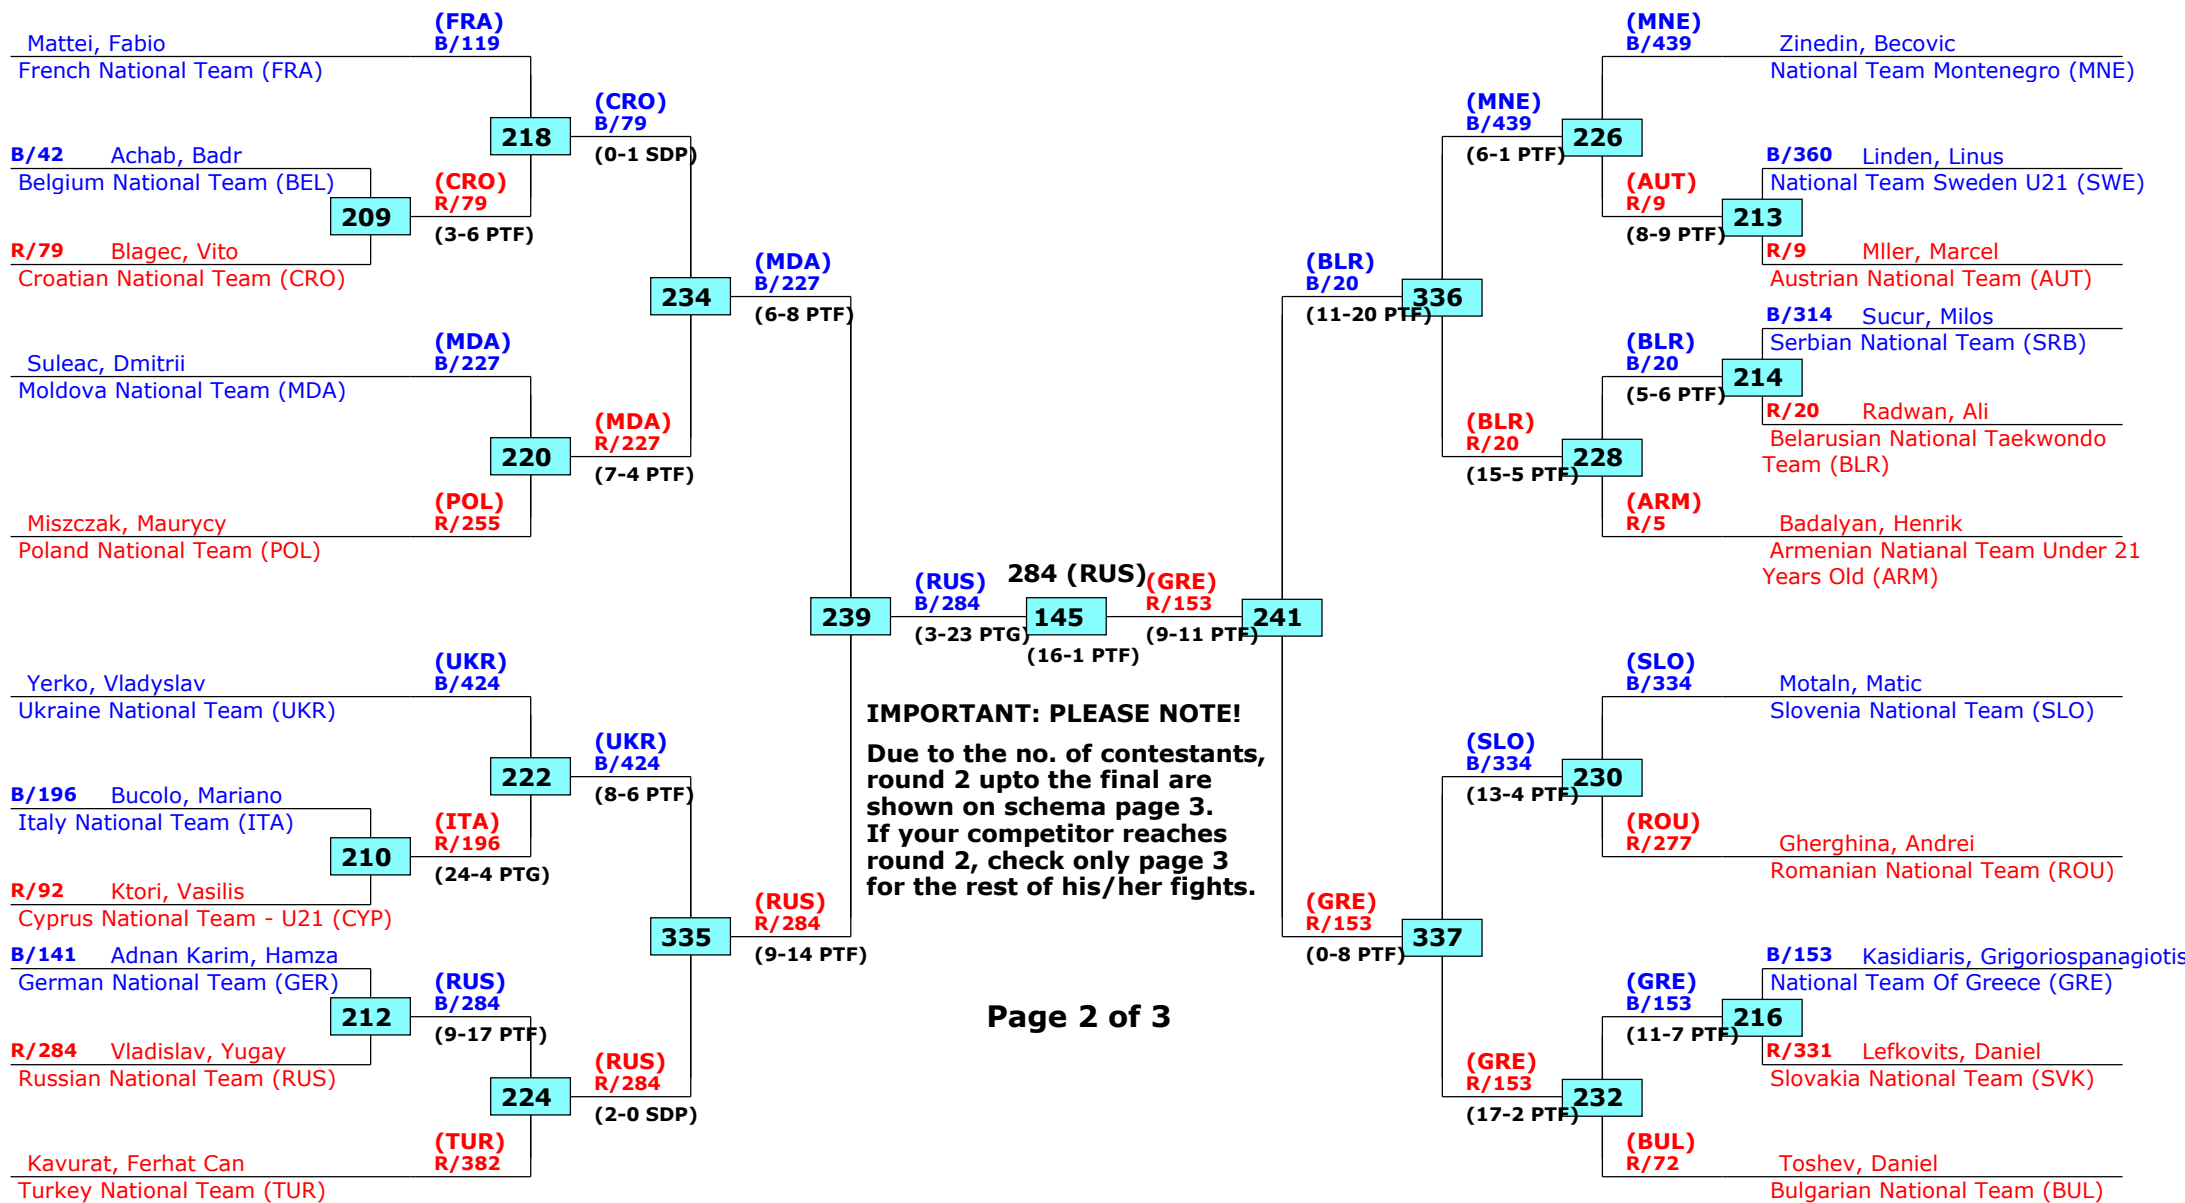 (FRA)
Mattei, Fabio B/119
French National Team (FRA)
(CRO)
B/79
218
(0-1 SDP)
B/42 Achab, Badr
Belgium National Team (BEL)
(CRO)
R/79
209
(3-6 PTF)
R/79 Blagec, Vito
Croatian National Team (CRO)
(MDA)
B/227
234
(6-8 PTF)
(MDA)
Suleac, Dmitrii B/227
Moldova National Team (MDA)
(MDA)
R/227
220
(7-4 PTF)
(POL)
Miszczak, Maurycy R/255
Poland National Team (POL)
(RUS)
B/284
239
(3-23 PTG)
(UKR)
Yerko, Vladyslav B/424
Ukraine National Team (UKR)
(UKR)
B/424
222
(8-6 PTF)
B/196 Bucolo, Mariano
Italy National Team (ITA)
(ITA)
R/196
210
(24-4 PTG)
R/92 Ktori, Vasilis
Cyprus National Team - U21 (CYP)
(RUS)
R/284
335
(9-14 PTF)
B/141 Adnan Karim, Hamza
German National Team (GER)
(RUS)
B/284
212
(9-17 PTF)
R/284 Vladislav, Yugay
Russian National Team (RUS)
(RUS)
R/284
224
(2-0 SDP)
(TUR)
Kavurat, Ferhat Can R/382
Turkey National Team (TUR)
284 (RUS)
145
(16-1 PTF)
IMPORTANT: PLEASE NOTE!
Due to the no. of contestants,
round 2 upto the final are
shown on schema page 3.
If your competitor reaches
round 2, check only page 3
for the rest of his/her fights.
Page 2 of 3
(MNE)
B/439 Zinedin, Becovic
National Team Montenegro (MNE)
(MNE)
B/439
226
(6-1 PTF)
B/360 Linden, Linus
National Team Sweden U21 (SWE)
(AUT)
R/9
213
(8-9 PTF)
R/9 Mller, Marcel
Austrian National Team (AUT)
(BLR)
B/20
336
(11-20 PTF)
B/314 Sucur, Milos
Serbian National Team (SRB)
(BLR)
B/20
214
(5-6 PTF)
R/20 Radwan, Ali
Belarusian National Taekwondo
Team (BLR)
(BLR)
R/20
228
(15-5 PTF)
(ARM)
R/5 Badalyan, Henrik
Armenian Natianal Team Under 21
Years Old (ARM)
(GRE)
R/153
241
(9-11 PTF)
(SLO)
B/334 Motaln, Matic
Slovenia National Team (SLO)
(SLO)
B/334
230
(13-4 PTF)
(ROU)
R/277 Gherghina, Andrei
Romanian National Team (ROU)
(GRE)
R/153
337
(0-8 PTF)
B/153 Kasidiaris, Grigoriospanagiotis
National Team Of Greece (GRE)
(GRE)
B/153
216
(11-7 PTF)
R/331 Lefkovits, Daniel
Slovakia National Team (SVK)
(GRE)
R/153
232
(17-2 PTF)
(BUL)
R/72 Toshev, Daniel
Bulgarian National Team (BUL)